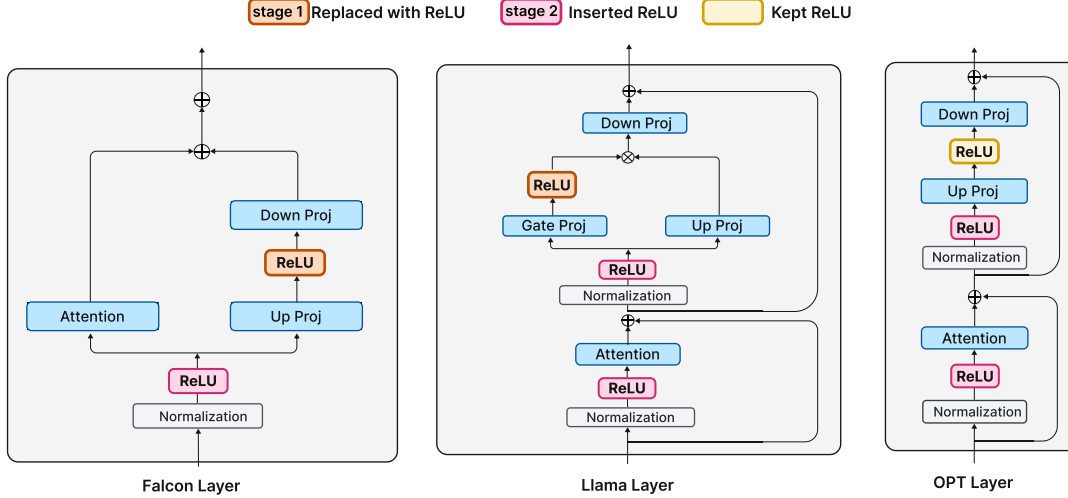 stage 1 Replaced with ReLU stage 2 Inserted ReLU Kept ReLU
Down Proj
ReLU
Attention
Up Proj
ReLU
Normalization
Falcon Layer
Down Proj
ReLU
Gate Proj
Up Proj
ReLU
Normalization
Attention
ReLU
Normalization
Llama Layer
Down Proj
ReLU
Up Proj
ReLU
Normalization
Attention
ReLU
Normalization
OPT Layer